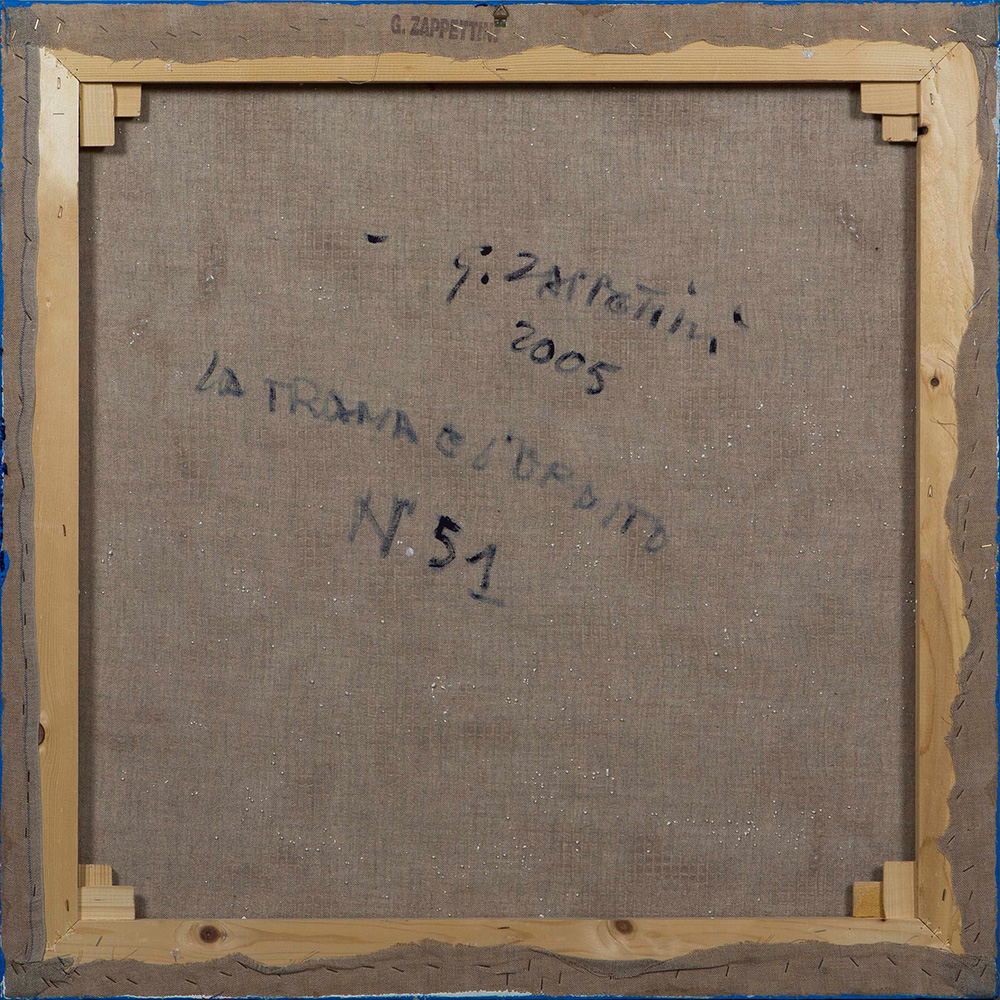 G. ZAPPETTINI
- G. ZAPPETTINI
2005
LA TRAMA E L'ORDITO
N. 51